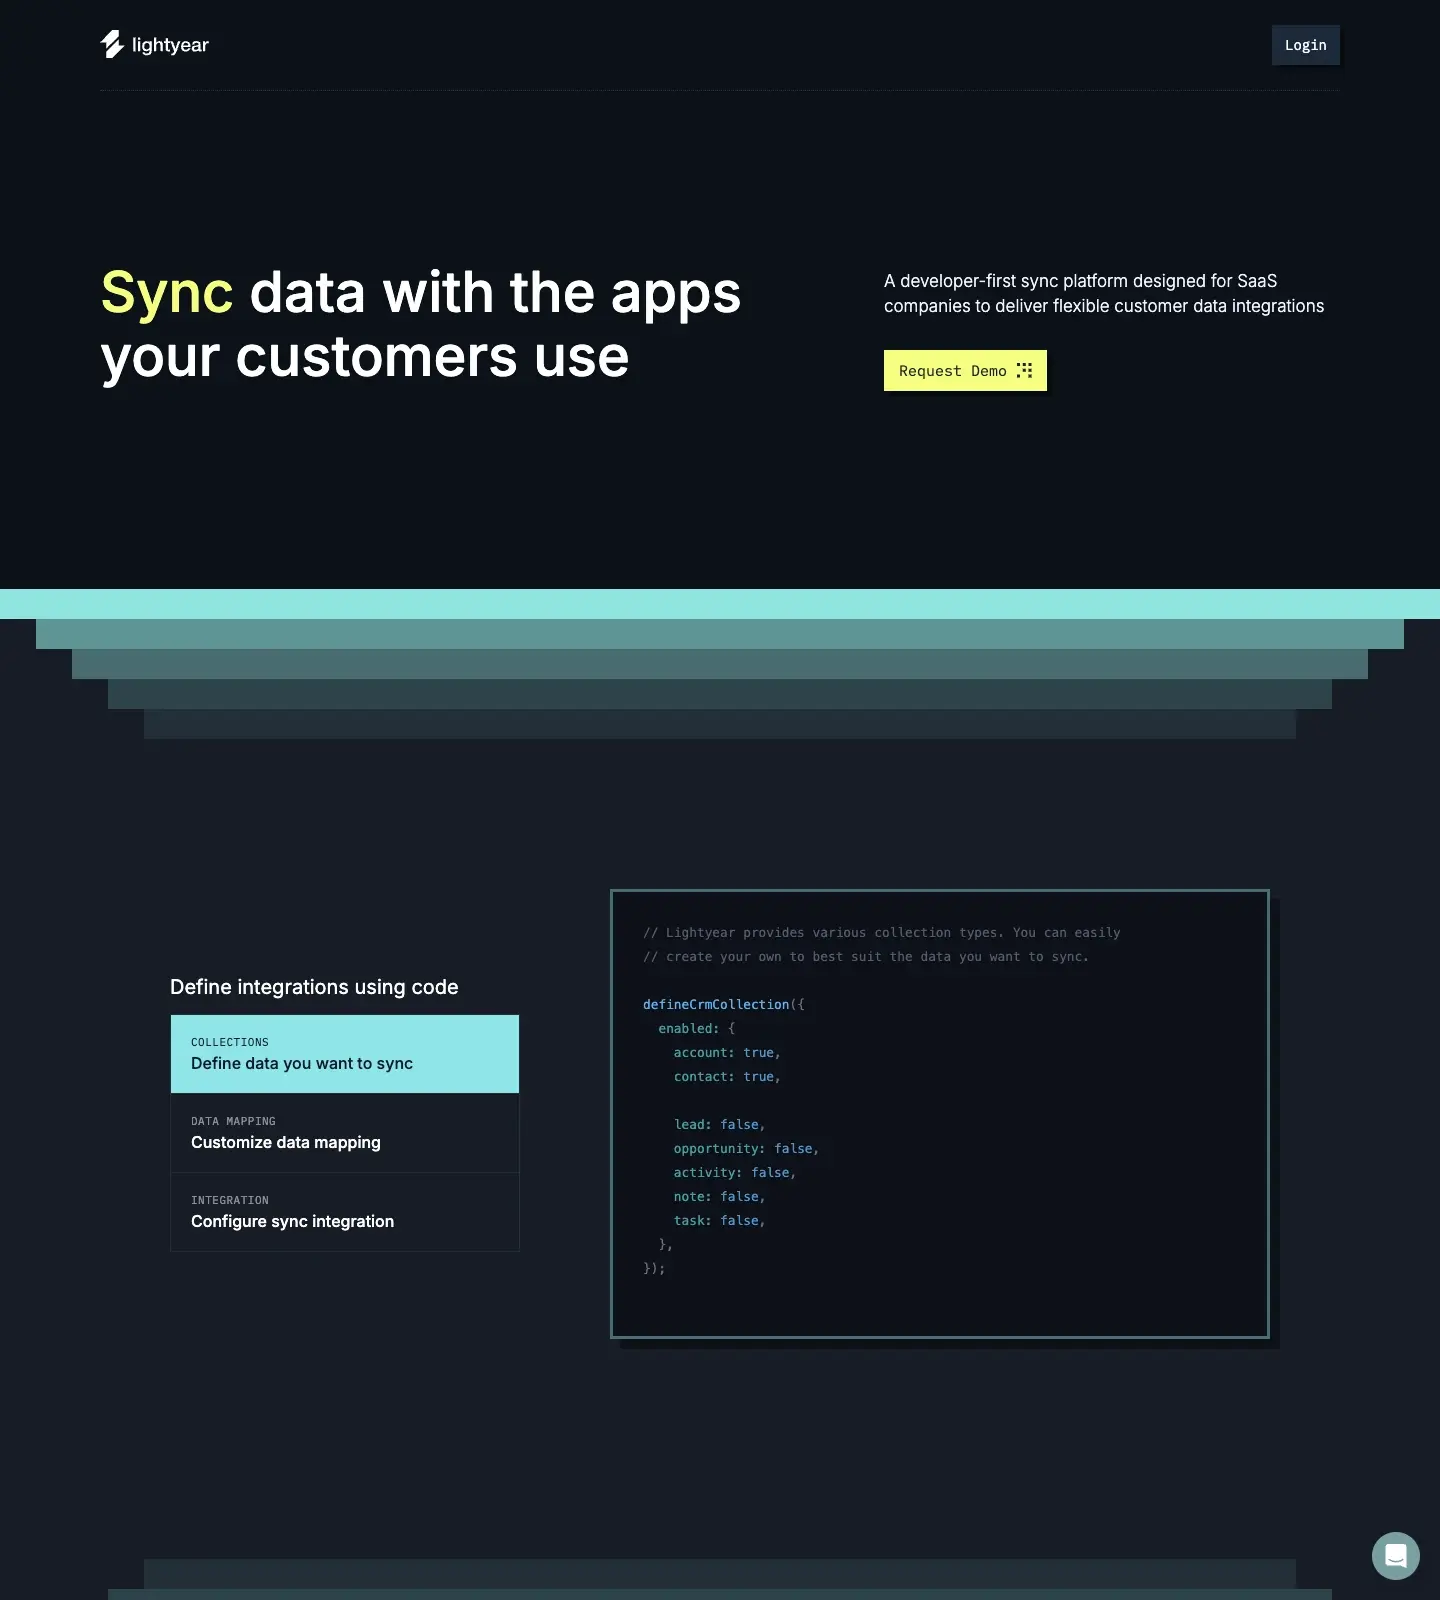 lightyear
Login
Sync data with the apps
your customers use
A developer-first sync platform designed for SaaS
companies to deliver flexible customer data integrations
Request Demo
Define integrations using code
COLLECTIONS
Define data you want to sync
DATA MAPPING
Customize data mapping
INTEGRATION
Configure sync integration
// Lightyear provides various collection types. You can easily
// create your own to best suit the data you want to sync.
defineCrmCollection({
  enabled: {
    account: true,
    contact: true,
    lead: false,
    opportunity: false,
    activity: false,
    note: false,
    task: false,
  },
});